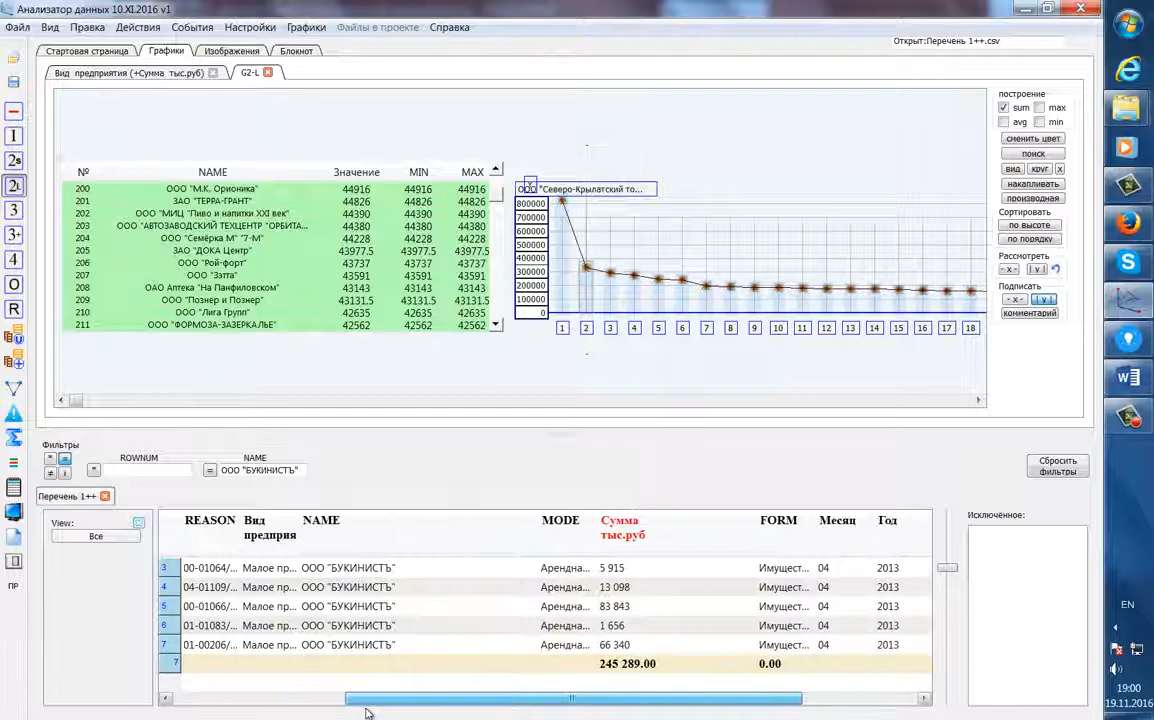 Анализатор данных 10.XI.2016 v1
Файл Вид Правка Действия События Настройки Графики Файлы в проекте Справка
Стартовая страница Графики Изображения Блокнот
Открыт:Перечень 1++.csv
Вид предприятия (+Сумма тыс.руб) G2-L
№ NAME Значение MIN MAX
200 ООО "М.К. Орионика" 44916 44916 44916
201 ЗАО "ТЕРРА-ГРАНТ" 44826 44826 44826
202 ООО "МИЦ "Пиво и напитки XXI век" 44390 44390 44390
203 ООО "АВТОЗАВОДСКИЙ ТЕХЦЕНТР "ОРБИТА... 44380 44380 44380
204 ООО "Семёрка М" "7-М" 44228 44228 44228
205 ЗАО "ДОКА Центр" 43977.5 43977.5 43977.5
206 ООО "Рой-форт" 43737 43737 43737
207 ООО "Зэтта" 43591 43591 43591
208 ОАО Аптека "На Панфиловском" 43143 43143 43143
209 ООО "Познер и Познер" 43131.5 43131.5 43131.5
210 ООО "Лига Групп" 42635 42635 42635
211 ООО "ФОРМОЗА-ЗАЗЕРКАЛЬЕ" 42562 42562 42562
ООО "Северо-Крылатский то...
800000
700000
600000
500000
400000
300000
200000
100000
0
1 2 3 4 5 6 7 8 9 10 11 12 13 14 15 16 17 18
построение
sum max
avg min
сменить цвет
поиск
вид круг x
накапливать
производная
Сортировать
по высоте
по порядку
Рассмотреть
- x - | v |
Подписать
- x - | v |
комментарий
1
2s
2L
3
3+
4
O
R
ПР
Фильтры
ROWNUM NAME
" = ≠ i
" = ООО "БУКИНИСТЪ"
Сбросить
фильтры
Перечень 1++
View:
Все
REASON Вид предприя NAME MODE Сумма тыс.руб FORM Месяц Год
3 00-01064/... Малое пр... ООО "БУКИНИСТЪ" Арендна... 5 915 Имущест... 04 2013
4 04-01109/... Малое пр... ООО "БУКИНИСТЪ" Арендна... 13 098 Имущест... 04 2013
5 00-01066/... Малое пр... ООО "БУКИНИСТЪ" Арендна... 83 843 Имущест... 04 2013
6 01-01083/... Малое пр... ООО "БУКИНИСТЪ" Арендна... 1 656 Имущест... 04 2013
7 01-00206/... Малое пр... ООО "БУКИНИСТЪ" Арендна... 66 340 Имущест... 04 2013
7 245 289.00 0.00
Исключённое:
EN
19:00
19.11.2016